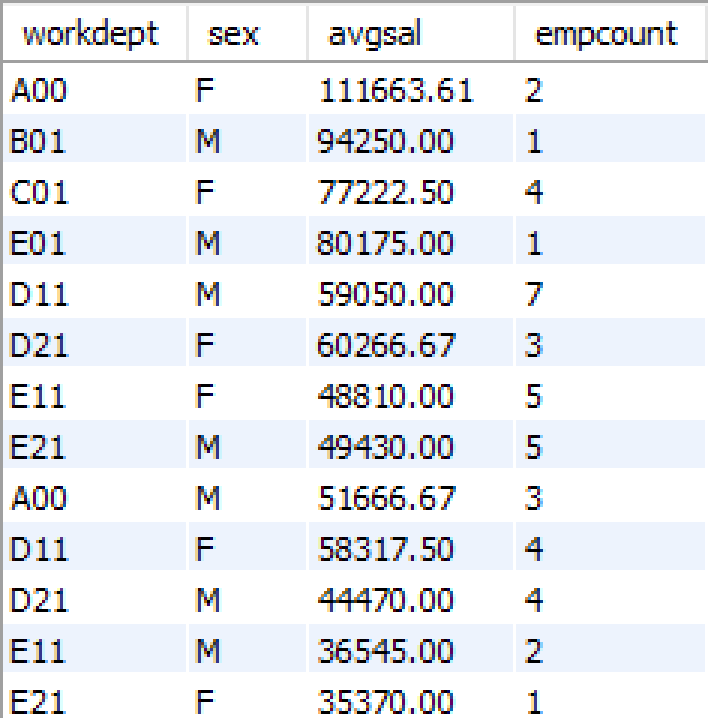 workdept sex avgsal empcount
A00 F 111663.61 2
B01 M 94250.00 1
C01 F 77222.50 4
E01 M 80175.00 1
D11 M 59050.00 7
D21 F 60266.67 3
E11 F 48810.00 5
E21 M 49430.00 5
A00 M 51666.67 3
D11 F 58317.50 4
D21 M 44470.00 4
E11 M 36545.00 2
E21 F 35370.00 1